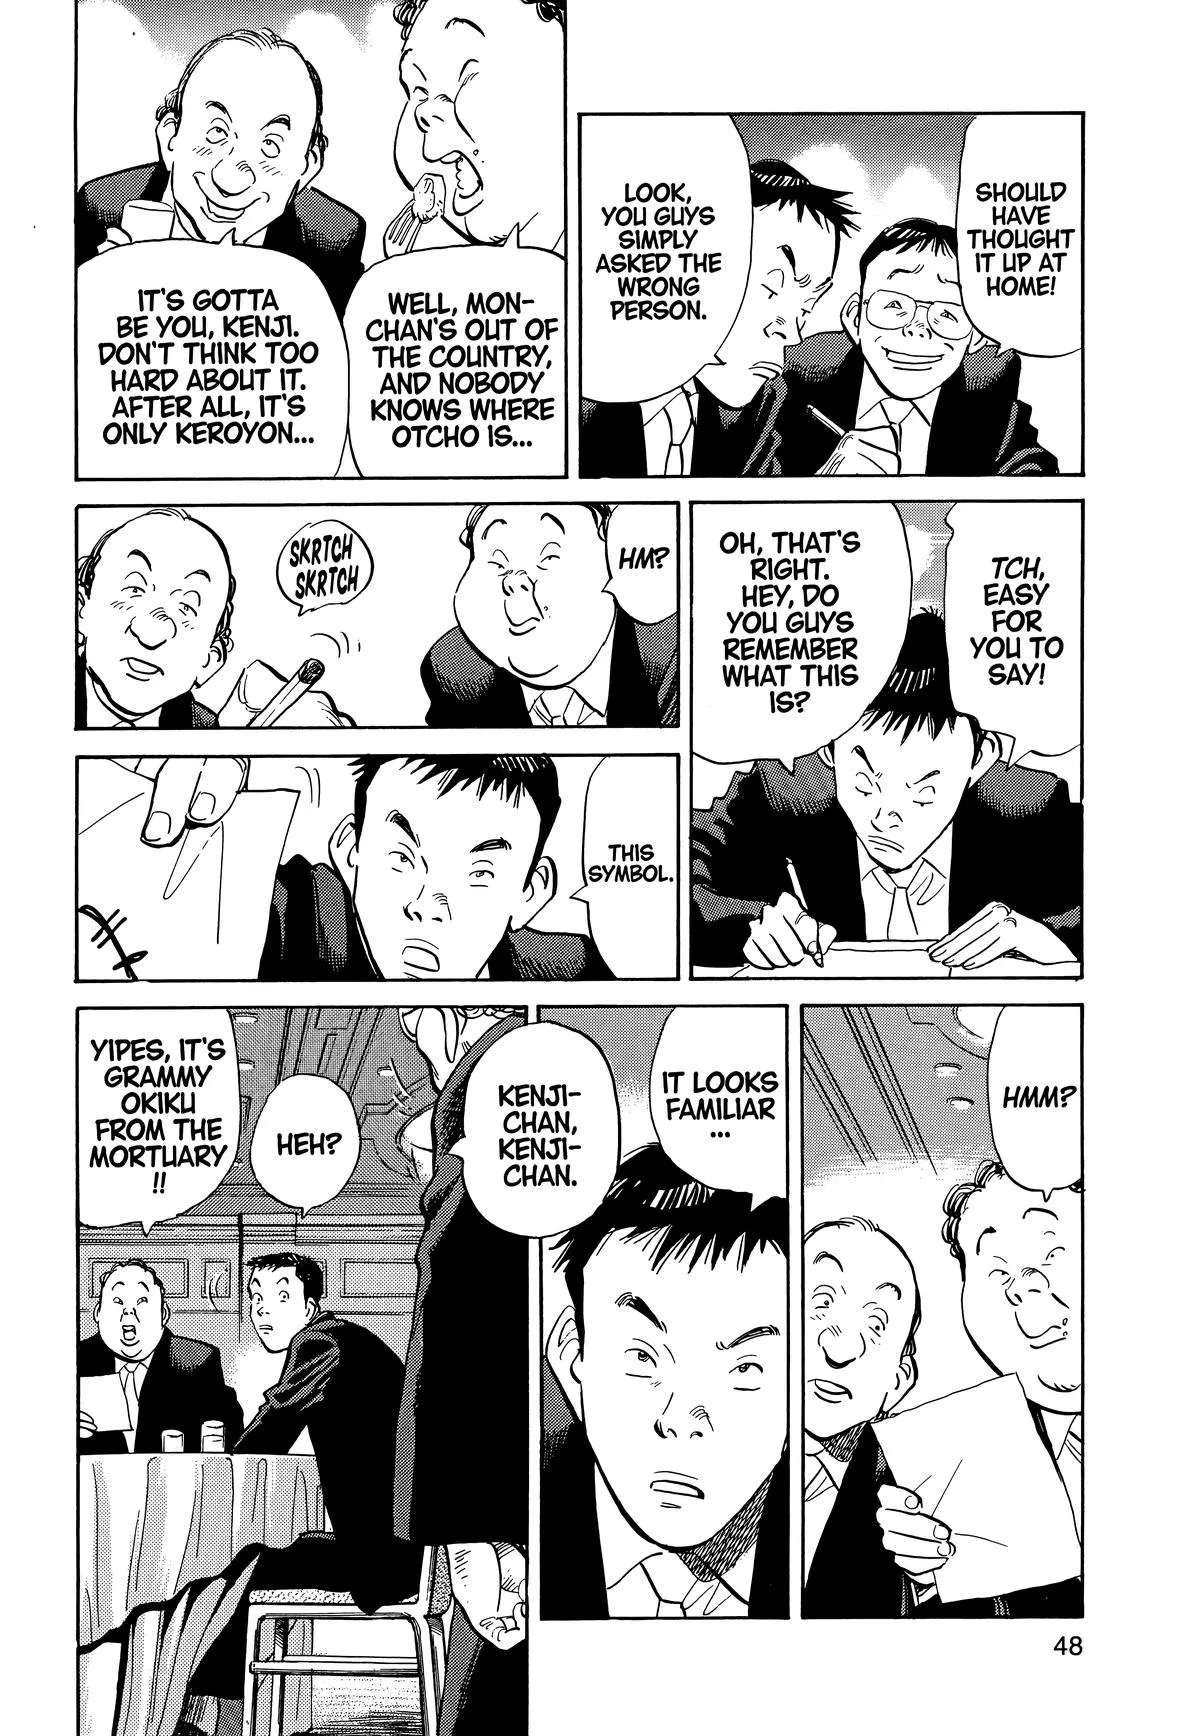 SHOULD
HAVE
THOUGHT
IT UP AT
HOME!
LOOK,
YOU GUYS
SIMPLY
ASKED THE
WRONG
PERSON.
WELL, MON-
CHAN'S OUT OF
THE COUNTRY,
AND NOBODY
KNOWS WHERE
OTCHO IS...
IT'S GOTTA
BE YOU, KENJI.
DON'T THINK TOO
HARD ABOUT IT.
AFTER ALL, IT'S
ONLY KEROYON...
TCH,
EASY
FOR
YOU TO
SAY!
OH, THAT'S
RIGHT.
HEY, DO
YOU GUYS
REMEMBER
WHAT THIS
IS?
HM?
SKRTCH
SKRTCH
THIS
SYMBOL.
HMM?
IT LOOKS
FAMILIAR
...
KENJI-
CHAN,
KENJI-
CHAN.
HEH?
YIPES, IT'S
GRAMMY
OKIKU
FROM THE
MORTUARY
!!
48